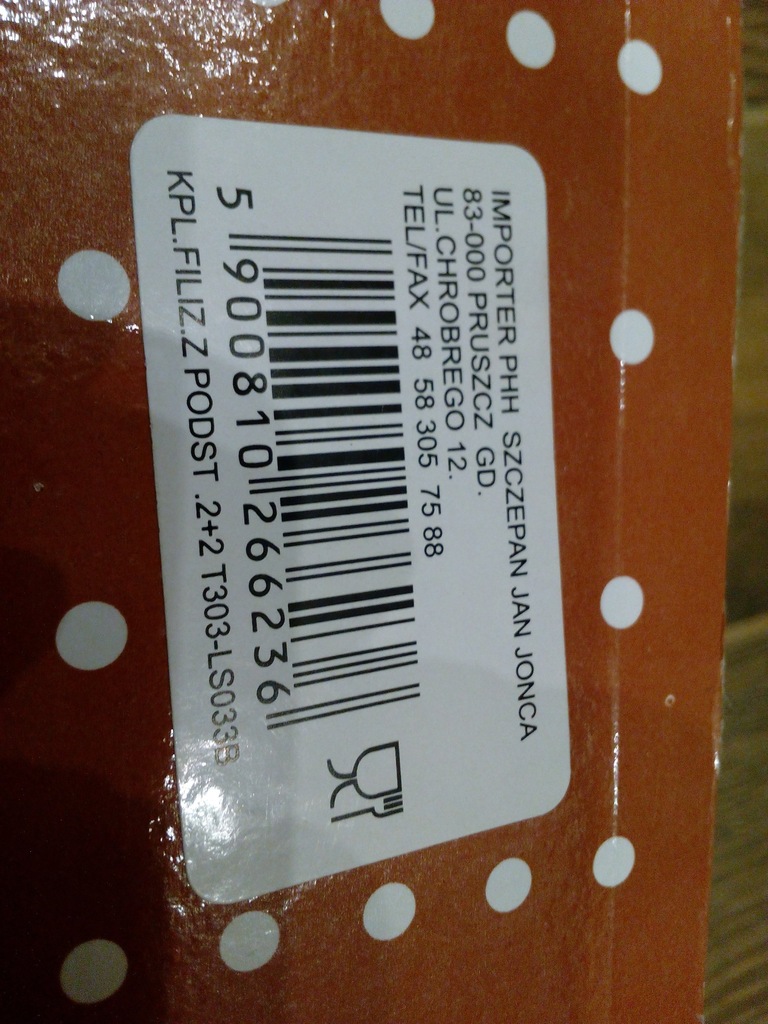 IMPORTER PHH SZCZEPAN JAN JONCA
83-000 PRUSZCZ GD.
UL.CHROBREGO 12.
TEL/FAX 48 58 305 75 88
5 900810 266236
KPL.FILIZ.Z PODST .2+2 T303-LS033B